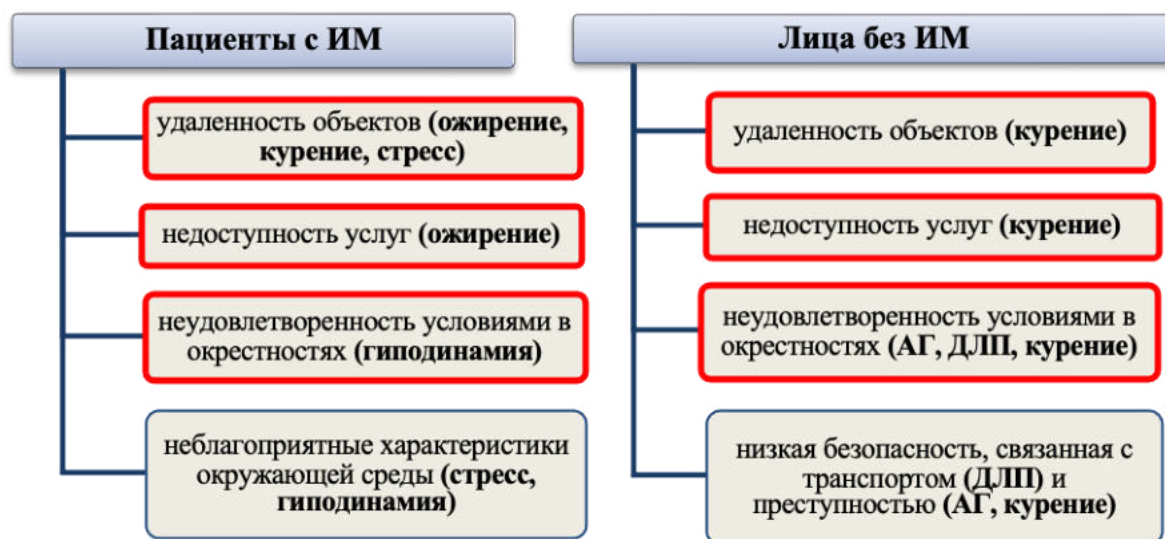 Пациенты с ИМ
удаленность объектов (ожирение,
курение, стресс)
недоступность услуг (ожирение)
неудовлетворенность условиями в
окрестностях (гиподинамия)
неблагоприятные характеристики
окружающей среды (стресс,
гиподинамия)
Лица без ИМ
удаленность объектов (курение)
недоступность услуг (курение)
неудовлетворенность условиями в
окрестностях (АГ, ДЛП, курение)
низкая безопасность, связанная с
транспортом (ДЛП) и
преступностью (АГ, курение)